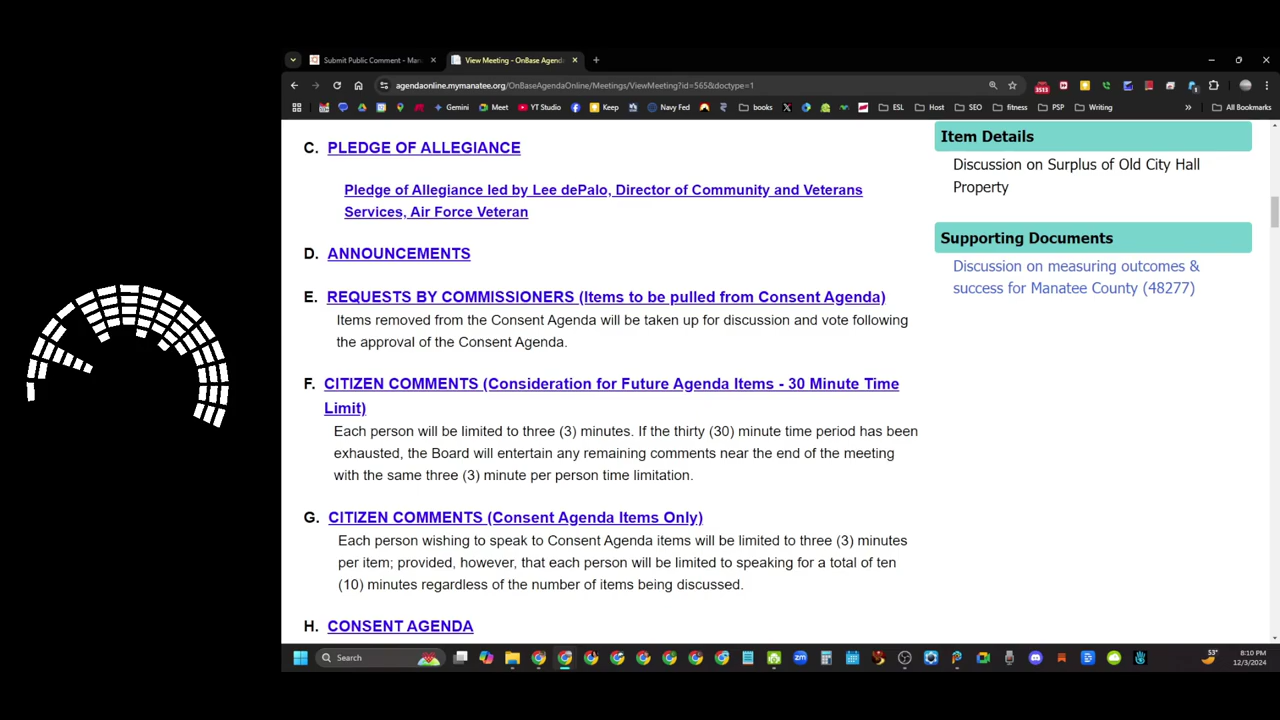 Submit Public Comment - Man
View Meeting - OnBase Agenda
agendaonline.mymanatee.org/OnBaseAgendaOnline/Meetings/ViewMeeting?id=565&doctype=1
Gemini
Meet
YT Studio
Keep
Navy Fed
books
ESL
Host
SEO
fitness
PSP
Writing
All Bookmarks
C. PLEDGE OF ALLEGIANCE
Pledge of Allegiance led by Lee dePalo, Director of Community and Veterans
Services, Air Force Veteran
D. ANNOUNCEMENTS
E. REQUESTS BY COMMISSIONERS (Items to be pulled from Consent Agenda)
Items removed from the Consent Agenda will be taken up for discussion and vote following
the approval of the Consent Agenda.
F. CITIZEN COMMENTS (Consideration for Future Agenda Items - 30 Minute Time
Limit)
Each person will be limited to three (3) minutes. If the thirty (30) minute time period has been
exhausted, the Board will entertain any remaining comments near the end of the meeting
with the same three (3) minute per person time limitation.
G. CITIZEN COMMENTS (Consent Agenda Items Only)
Each person wishing to speak to Consent Agenda items will be limited to three (3) minutes
per item; provided, however, that each person will be limited to speaking for a total of ten
(10) minutes regardless of the number of items being discussed.
H. CONSENT AGENDA
Item Details
Discussion on Surplus of Old City Hall
Property
Supporting Documents
Discussion on measuring outcomes &
success for Manatee County (48277)
Search
53°
8:10 PM
12/3/2024